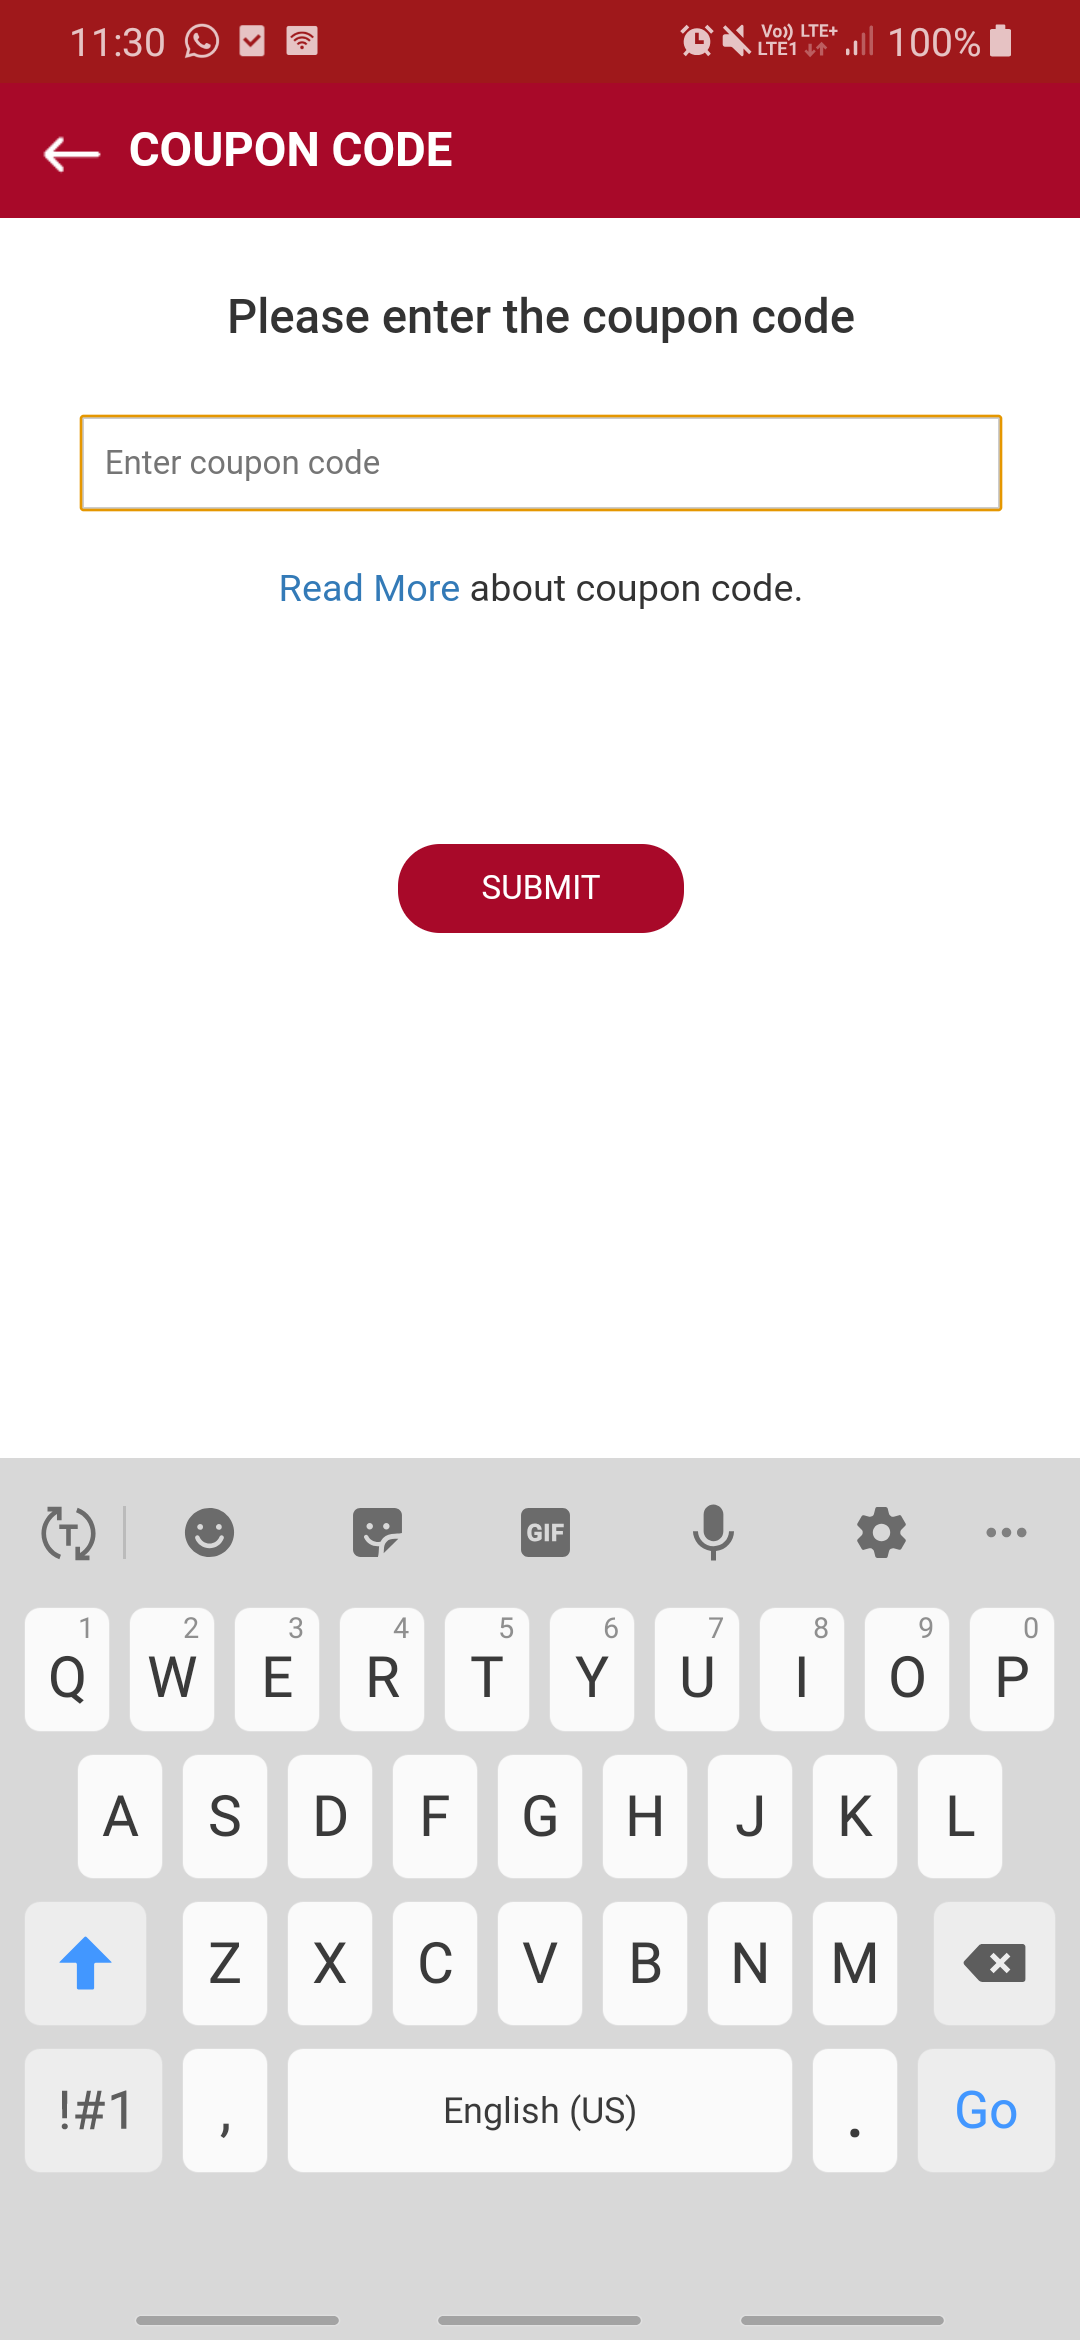 11:30 Vo)) LTE+ LTE1 100%
COUPON CODE
Please enter the coupon code
Enter coupon code
Read More about coupon code.
SUBMIT
T GIF
1 2 3 4 5 6 7 8 9 0
Q W E R T Y U I O P
A S D F G H J K L
Z X C V B N M
!#1 , English (US) . Go